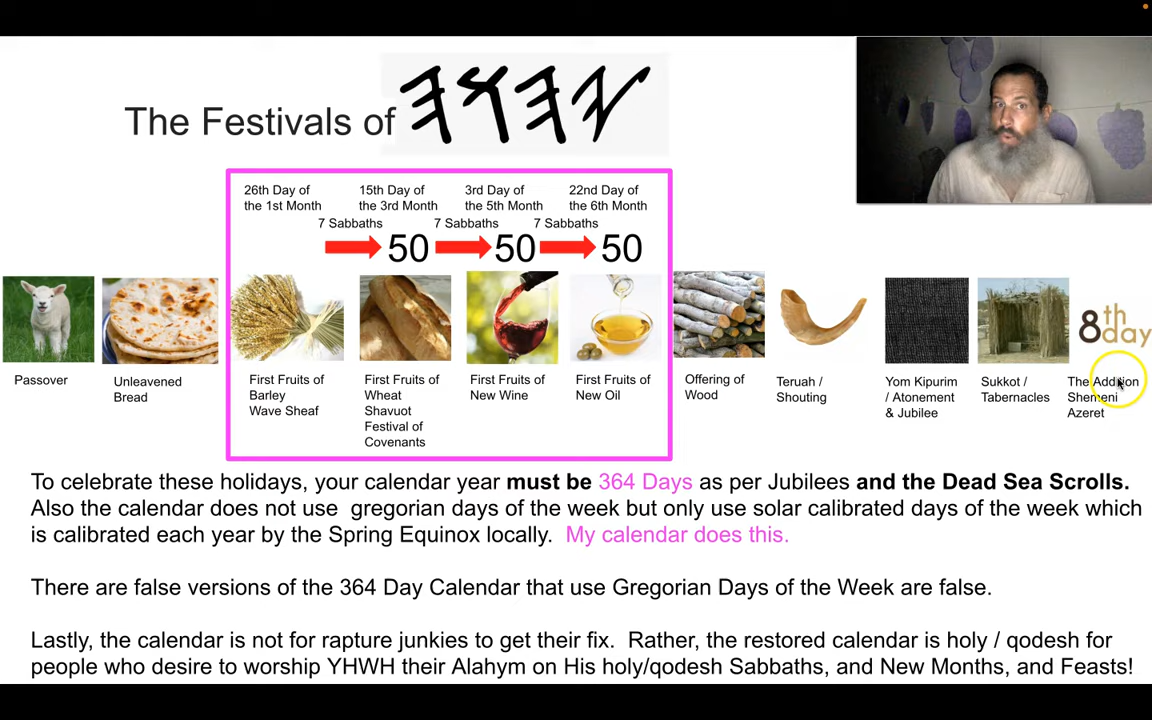 The Festivals of 𐤉𐤄𐤅𐤄
26th Day of
the 1st Month
15th Day of
the 3rd Month
3rd Day of
the 5th Month
22nd Day of
the 6th Month
7 Sabbaths
7 Sabbaths
7 Sabbaths
50
50
50
8th
day
Passover
Unleavened
Bread
First Fruits of
Barley
Wave Sheaf
First Fruits of
Wheat
Shavuot
Festival of
Covenants
First Fruits of
New Wine
First Fruits of
New Oil
Offering of
Wood
Teruah /
Shouting
Yom Kipurim
/ Atonement
& Jubilee
Sukkot /
Tabernacles
The Addition
Shemeni
Azeret
To celebrate these holidays, your calendar year must be 364 Days as per Jubilees and the Dead Sea Scrolls.
Also the calendar does not use gregorian days of the week but only use solar calibrated days of the week which
is calibrated each year by the Spring Equinox locally. My calendar does this.
There are false versions of the 364 Day Calendar that use Gregorian Days of the Week are false.
Lastly, the calendar is not for rapture junkies to get their fix. Rather, the restored calendar is holy / qodesh for
people who desire to worship YHWH their Alahym on His holy/qodesh Sabbaths, and New Months, and Feasts!